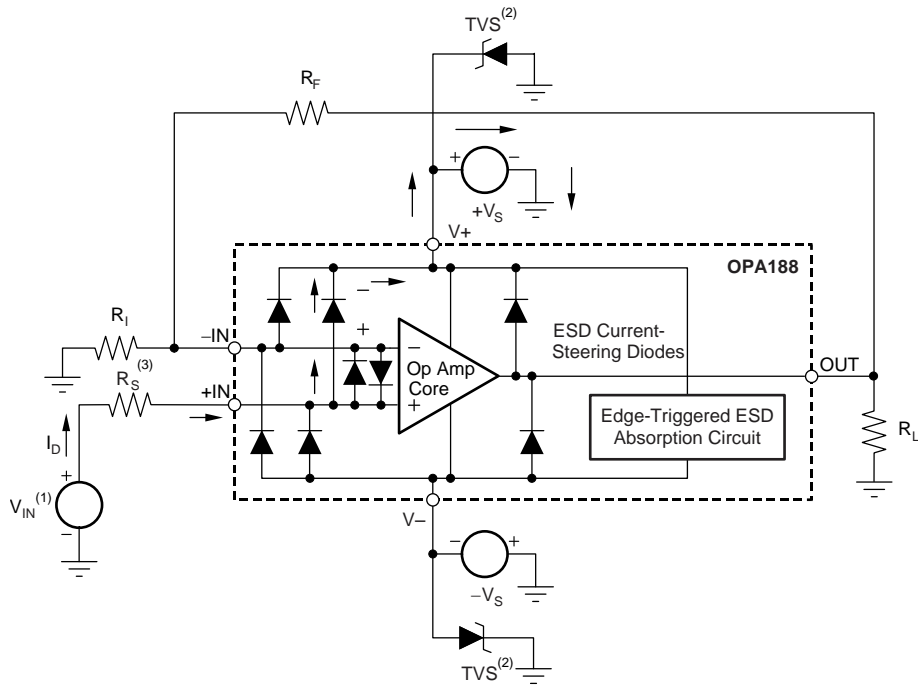 TVS(2)
RF
+ −
+VS
V+
OPA188
−
RI
−IN
+
−
ESD Current-
Steering Diodes
Op Amp
Core
OUT
(3)
RS
+IN
+
Edge-Triggered ESD
Absorption Circuit
RL
ID
+
VIN(1)
−
V−
− +
−VS
TVS(2)